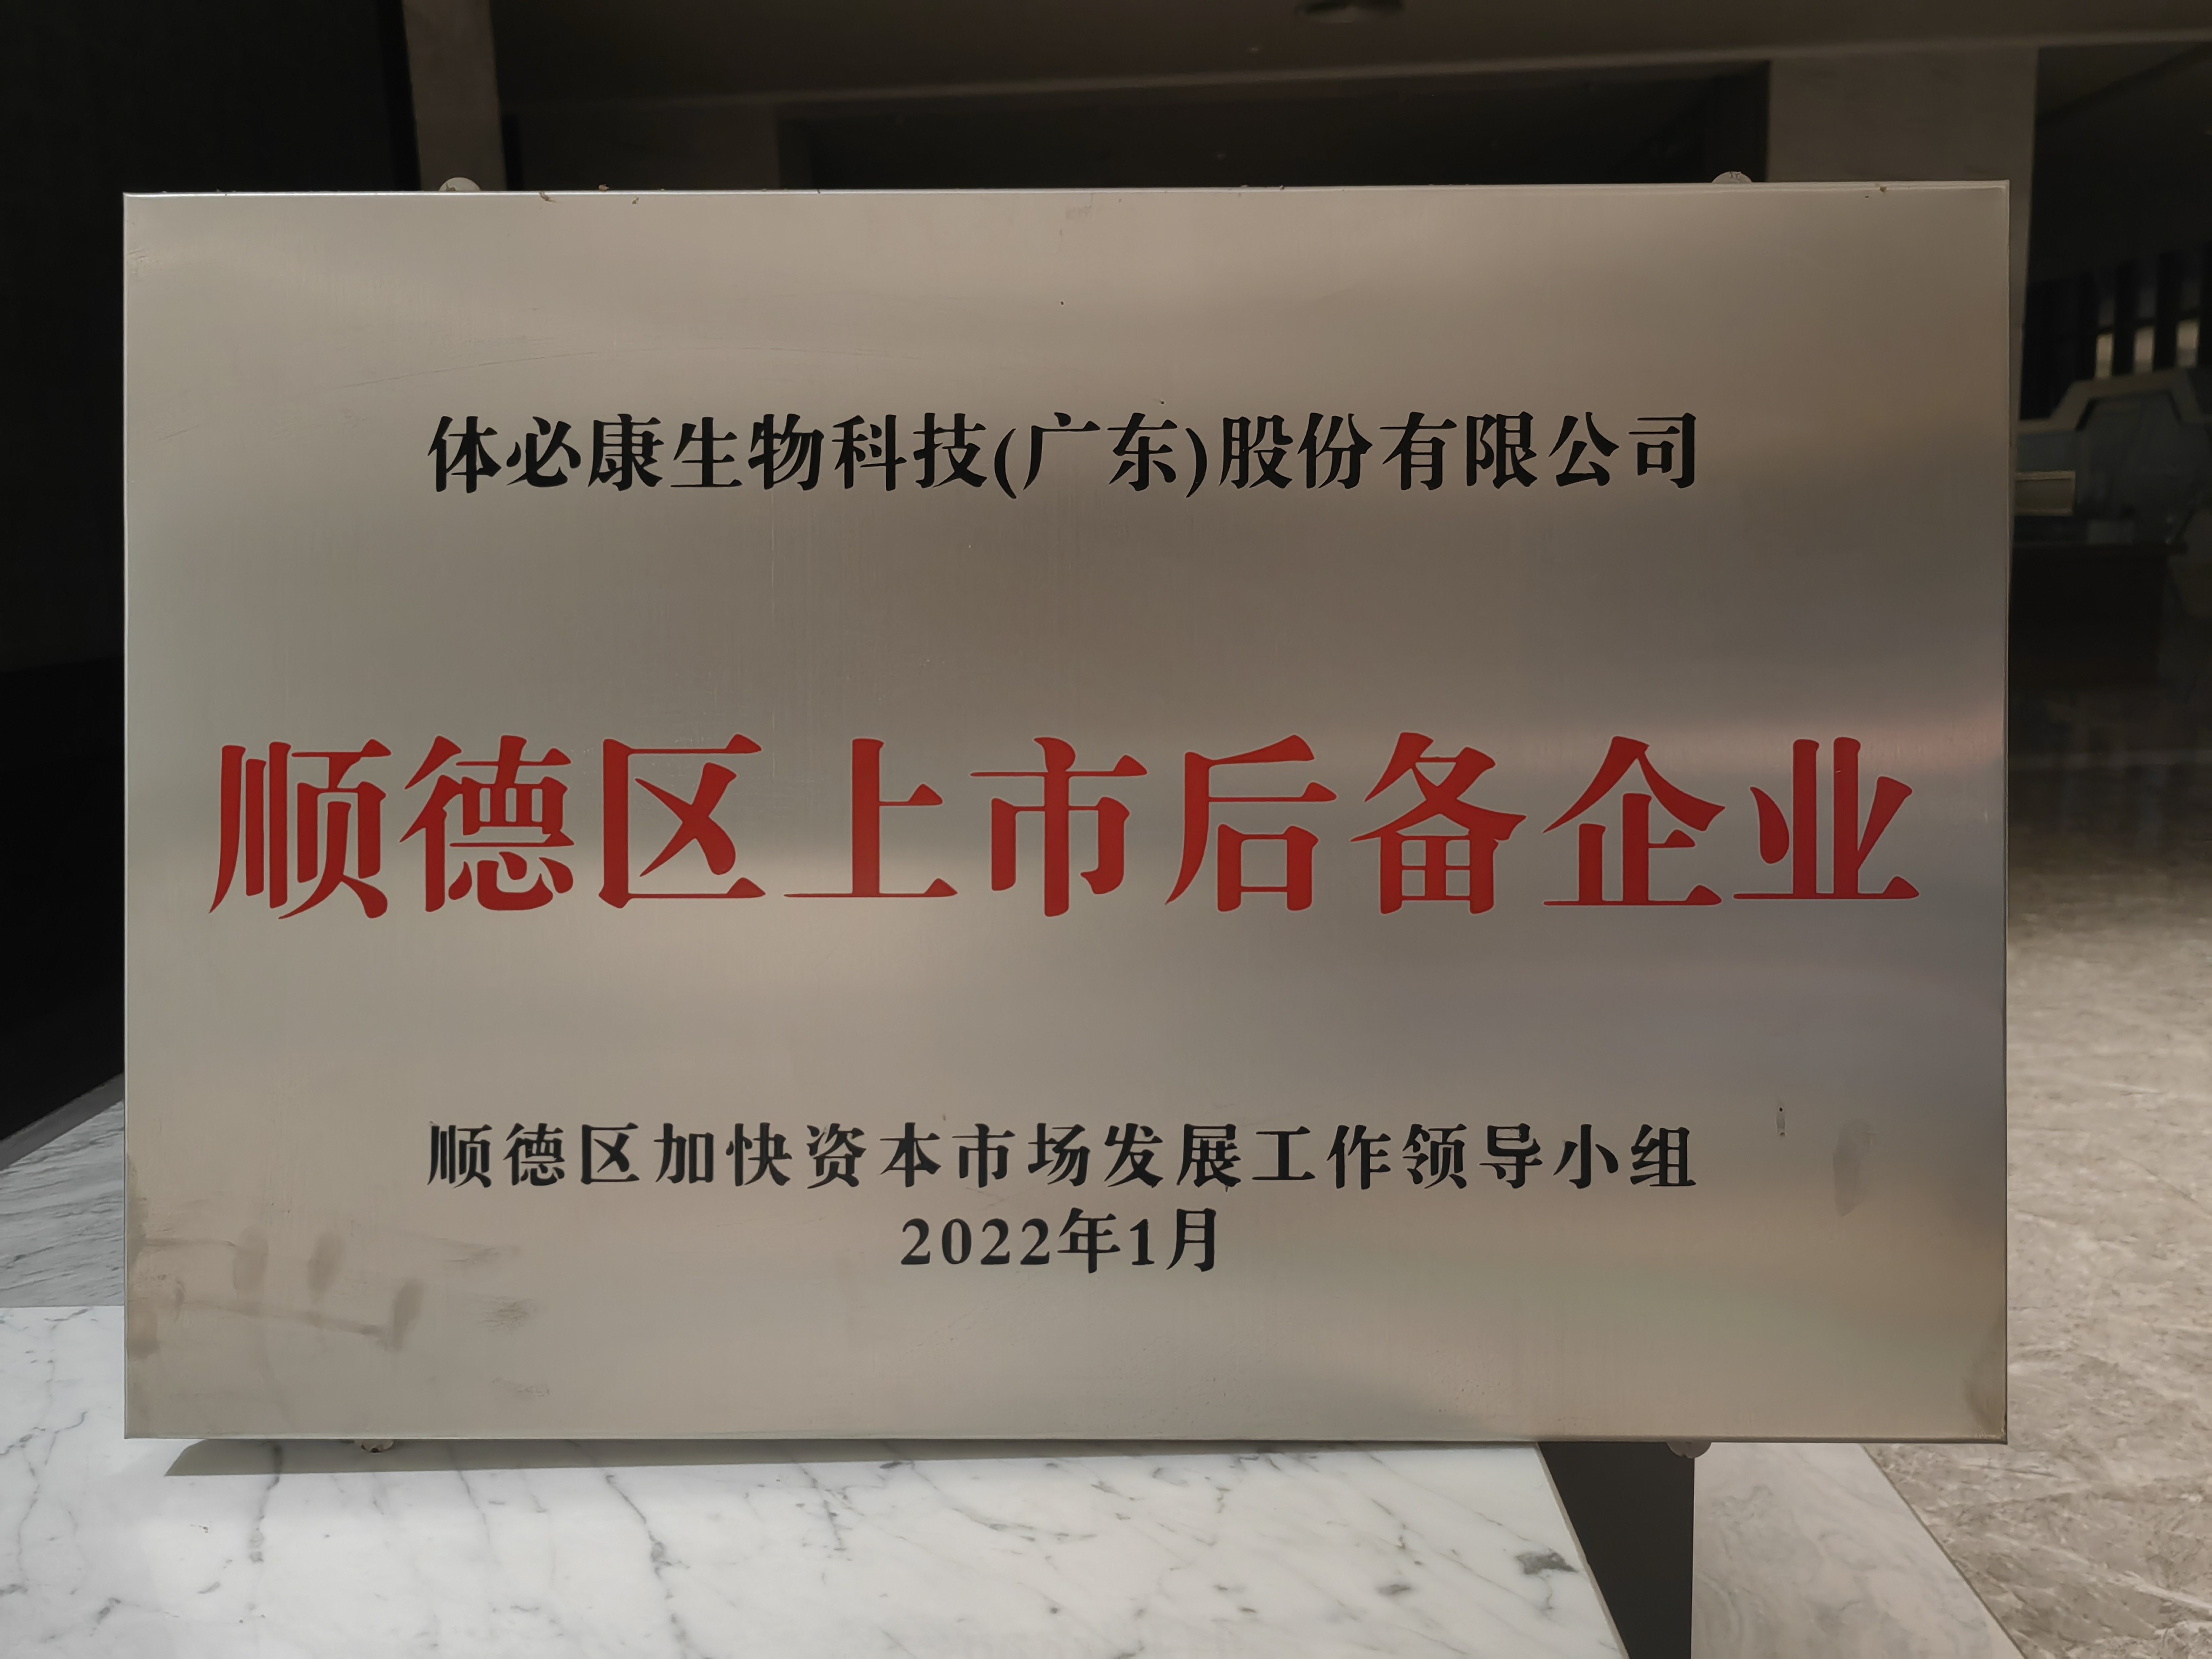 体必康生物科技(广东)股份有限公司
顺德区上市后备企业
顺德区加快资本市场发展工作领导小组
2022年1月